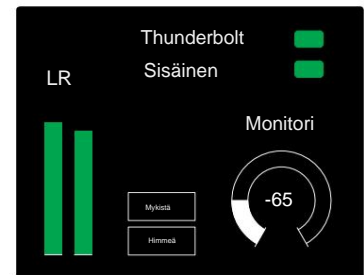 Thunderbolt
Sisäinen
LR
Monitori
-65
Mykistä
Himmeä